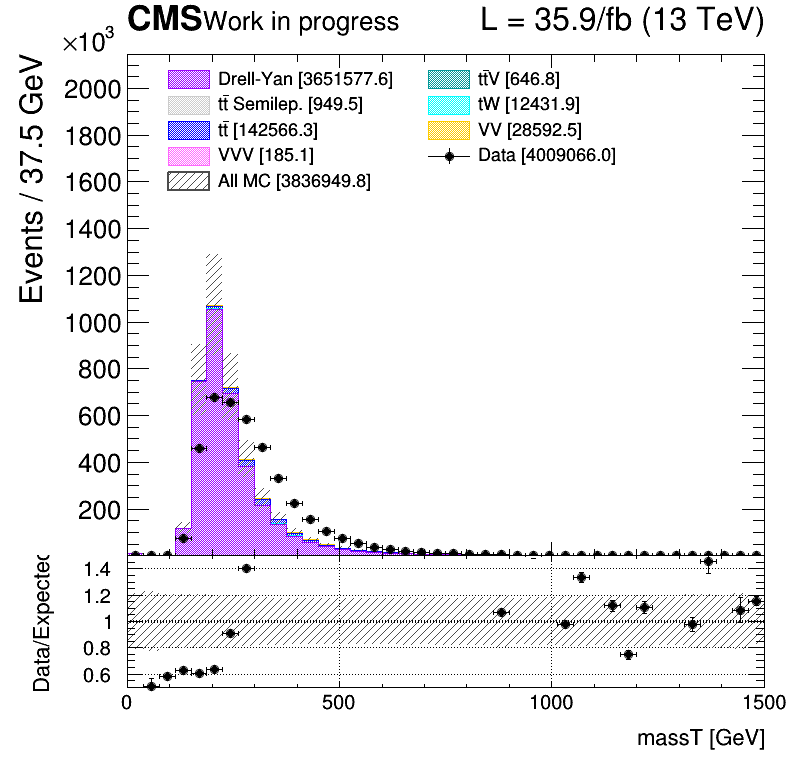 CMS Work in progress L = 35.9/fb (13 TeV)
×10³
Events / 37.5 GeV
2000
1800
1600
1400
1200
1000
800
600
400
200
Drell-Yan [3651577.6]
tt̄ Semilep. [949.5]
tt̄ [142566.3]
VVV [185.1]
All MC [3836949.8]
tt̄V [646.8]
tW [12431.9]
VV [28592.5]
Data [4009066.0]
Data/Expected
1.4
1.2
1
0.8
0.6
0 500 1000 1500
massT [GeV]